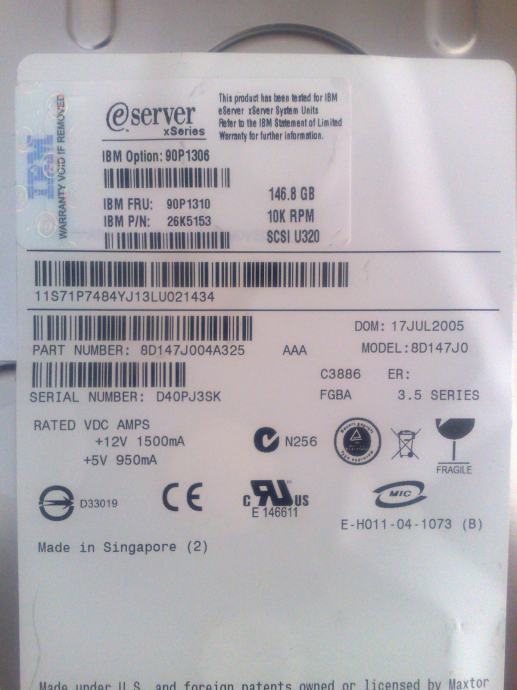 IBM
WARRANTY VOID IF REMOVED
eserver
xSeries
This product has been tested for IBM
eServer xServer System Units
Refer to the IBM Statement of Limited
Warranty for further information.
IBM Option: 90P1306
IBM FRU: 90P1310
IBM P/N: 26K5153
146.8 GB
10K RPM
SCSI U320
11S71P7484YJ13LU021434
DOM: 17JUL2005
PART NUMBER: 8D147J004A325 AAA MODEL:8D147J0
C3886 ER:
SERIAL NUMBER: D40PJ3SK FGBA 3.5 SERIES
RATED VDC AMPS
+12V 1500mA
+5V 950mA
N256
FRAGILE
D33019
CE
C RU US
E 146611
MIC
E-H011-04-1073 (B)
Made in Singapore (2)
Made under U.S. and foreign patents owned or licensed by Maxtor